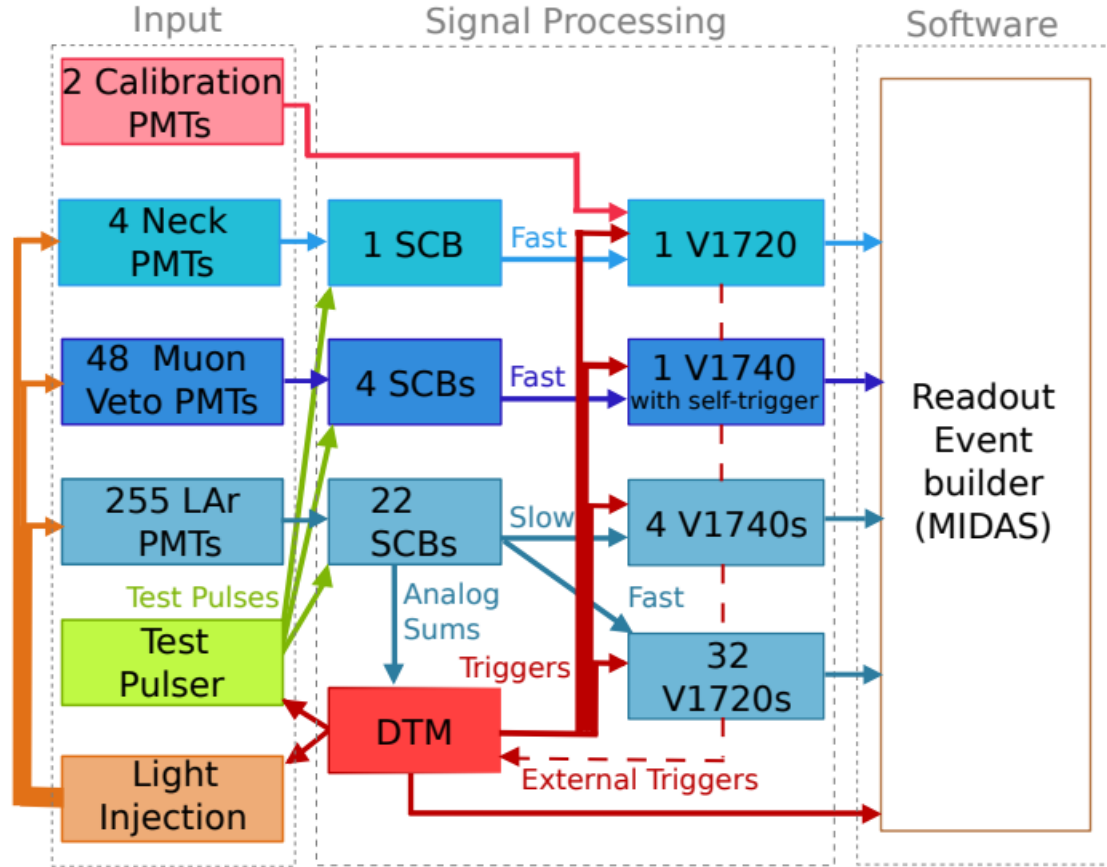 Input
Signal Processing
Software
2 Calibration
PMTs
4 Neck
PMTs
1 SCB
Fast
1 V1720
48 Muon
Veto PMTs
4 SCBs
Fast
1 V1740
with self-trigger
Readout
Event
builder
(MIDAS)
255 LAr
PMTs
22
SCBs
Slow
4 V1740s
Fast
Test Pulses
Analog
Sums
Test
Pulser
Triggers
32
V1720s
DTM
External Triggers
Light
Injection